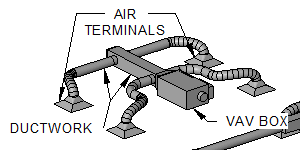 AIR
TERMINALS
DUCTWORK
VAV BOX